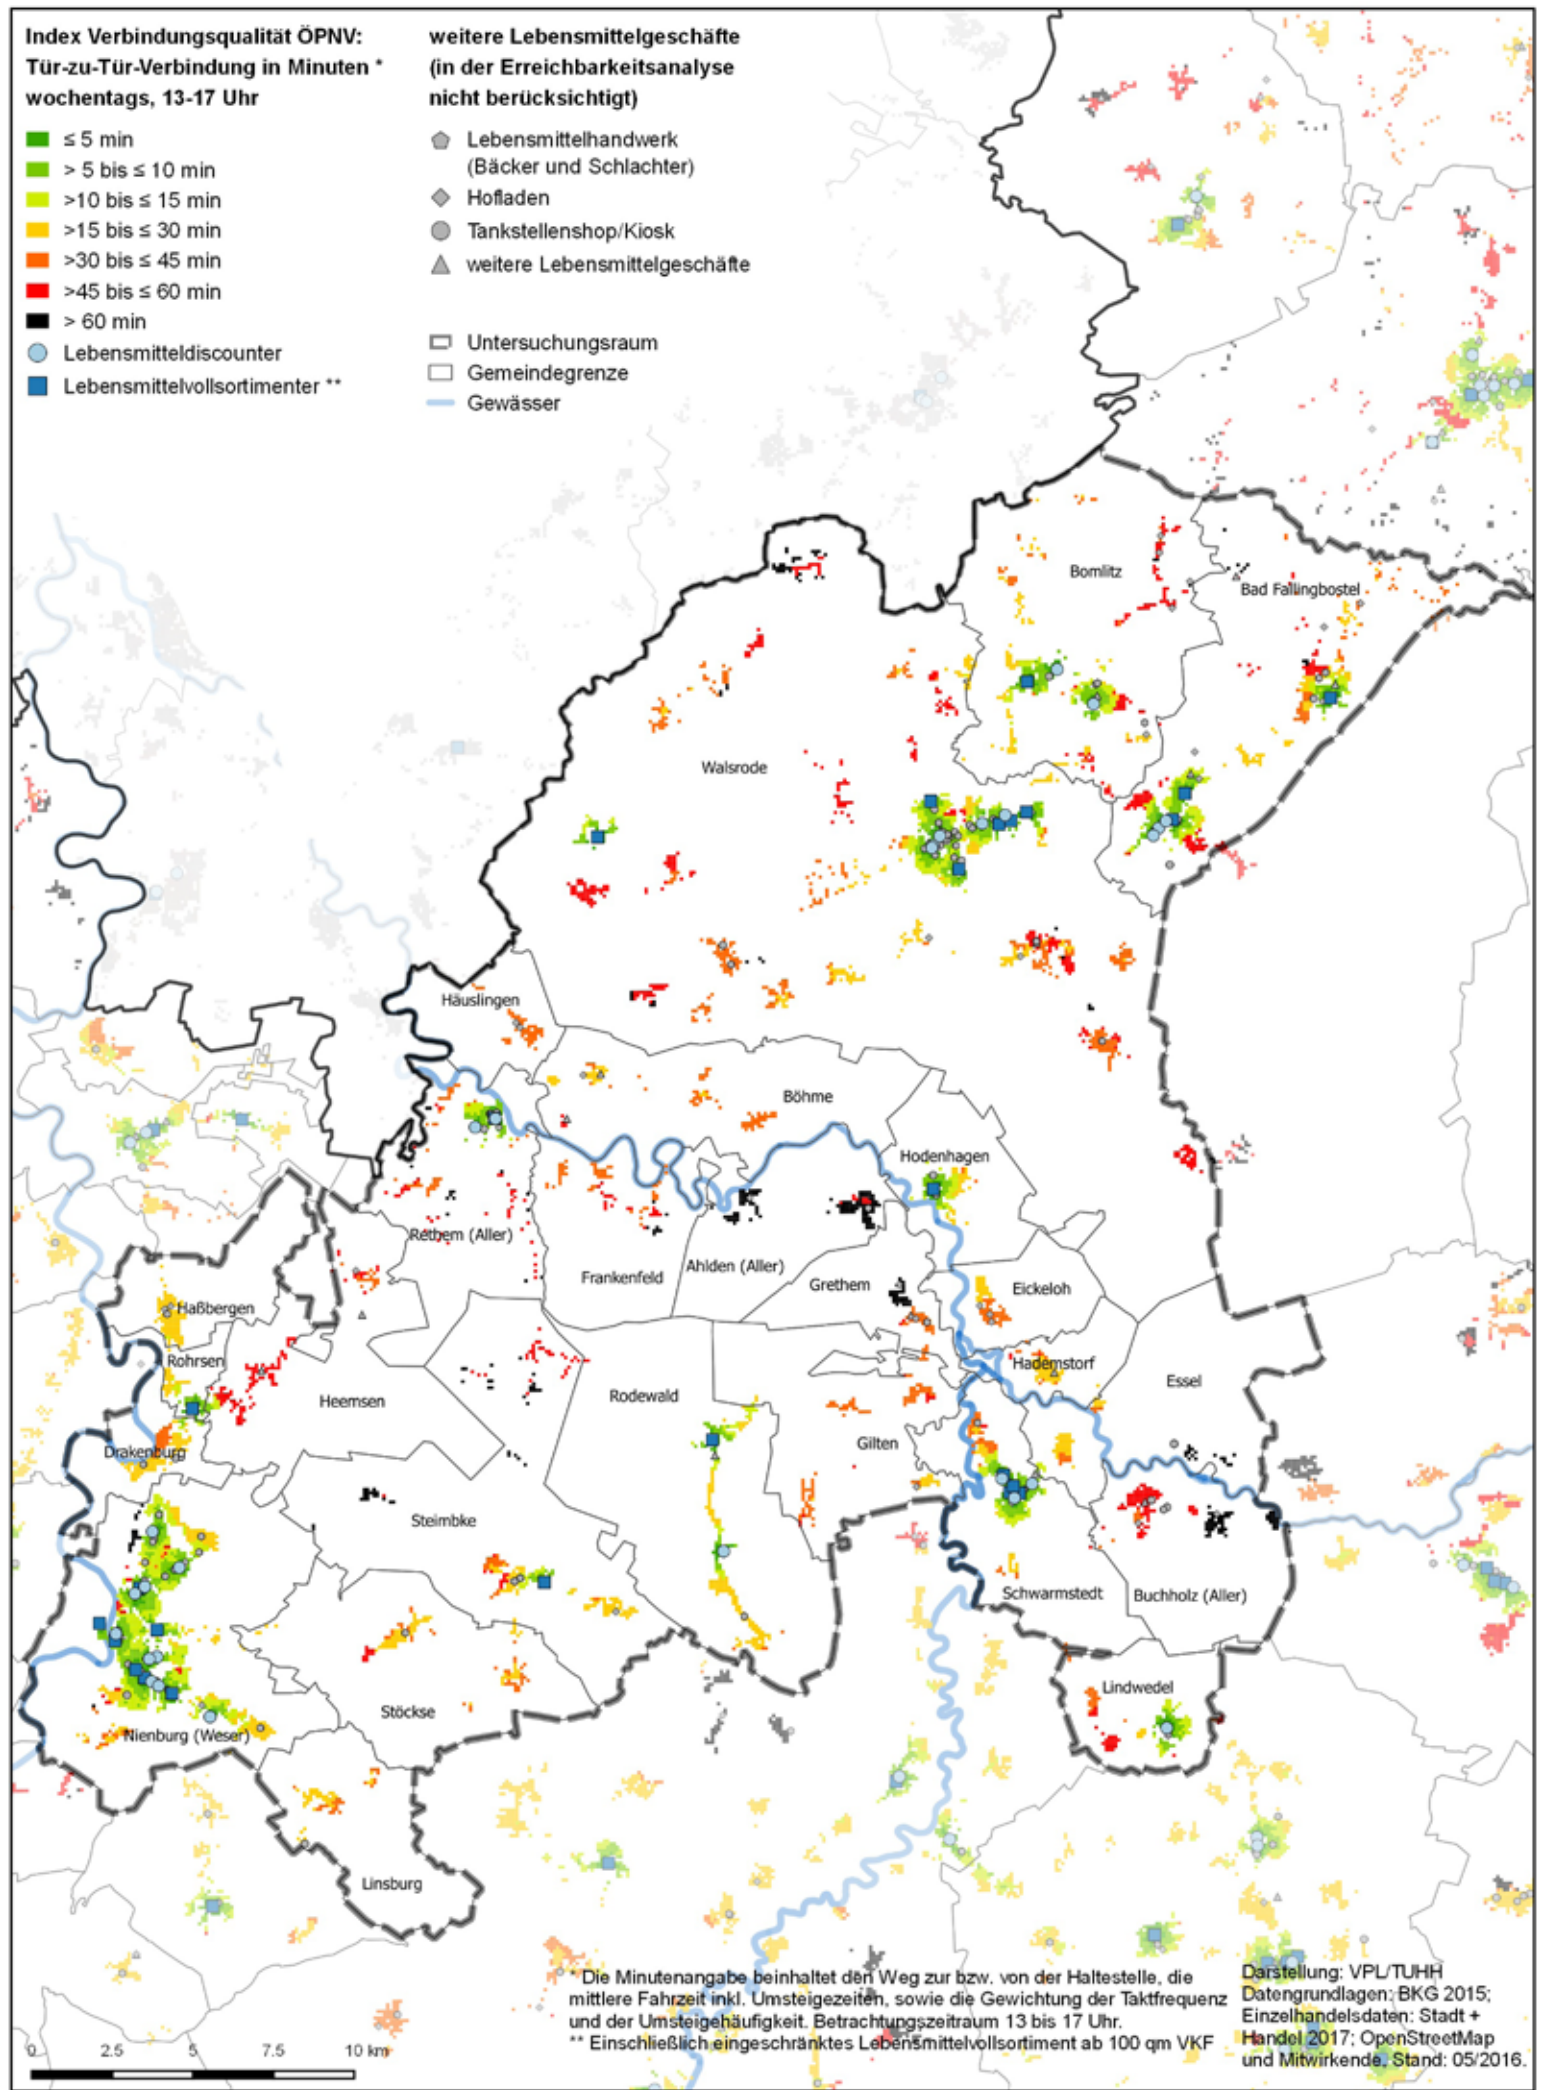 Index Verbindungsqualität ÖPNV:
Tür-zu-Tür-Verbindung in Minuten *
wochentags, 13-17 Uhr
≤ 5 min
> 5 bis ≤ 10 min
>10 bis ≤ 15 min
>15 bis ≤ 30 min
>30 bis ≤ 45 min
>45 bis ≤ 60 min
> 60 min
Lebensmitteldiscounter
Lebensmittelvollsortimenter **
weitere Lebensmittelgeschäfte
(in der Erreichbarkeitsanalyse
nicht berücksichtigt)
Lebensmittelhandwerk
(Bäcker und Schlachter)
Hofladen
Tankstellenshop/Kiosk
weitere Lebensmittelgeschäfte
Untersuchungsraum
Gemeindegrenze
Gewässer
Bomlitz
Bad Fallingbostel
Walsrode
Häuslingen
Böhme
Hodenhagen
Rethem (Aller)
Frankenfeld
Ahlden (Aller)
Grethem
Eickeloh
Haßbergen
Rohrsen
Heemsen
Rodewald
Hademstorf
Essel
Drakenburg
Gilten
Steimbke
Schwarmstedt
Buchholz (Aller)
Lindwedel
Stöckse
Nienburg (Weser)
Linsburg
* Die Minutenangabe beinhaltet den Weg zur bzw. von der Haltestelle, die
mittlere Fahrzeit inkl. Umsteigezeiten, sowie die Gewichtung der Taktfrequenz
und der Umsteigehäufigkeit. Betrachtungszeitraum 13 bis 17 Uhr.
** Einschließlich eingeschränktes Lebensmittelvollsortiment ab 100 qm VKF
Darstellung: VPL/TUHH
Datengrundlagen: BKG 2015;
Einzelhandelsdaten: Stadt +
Handel 2017; OpenStreetMap
und Mitwirkende, Stand: 05/2016.
0 2.5 5 7.5 10 km